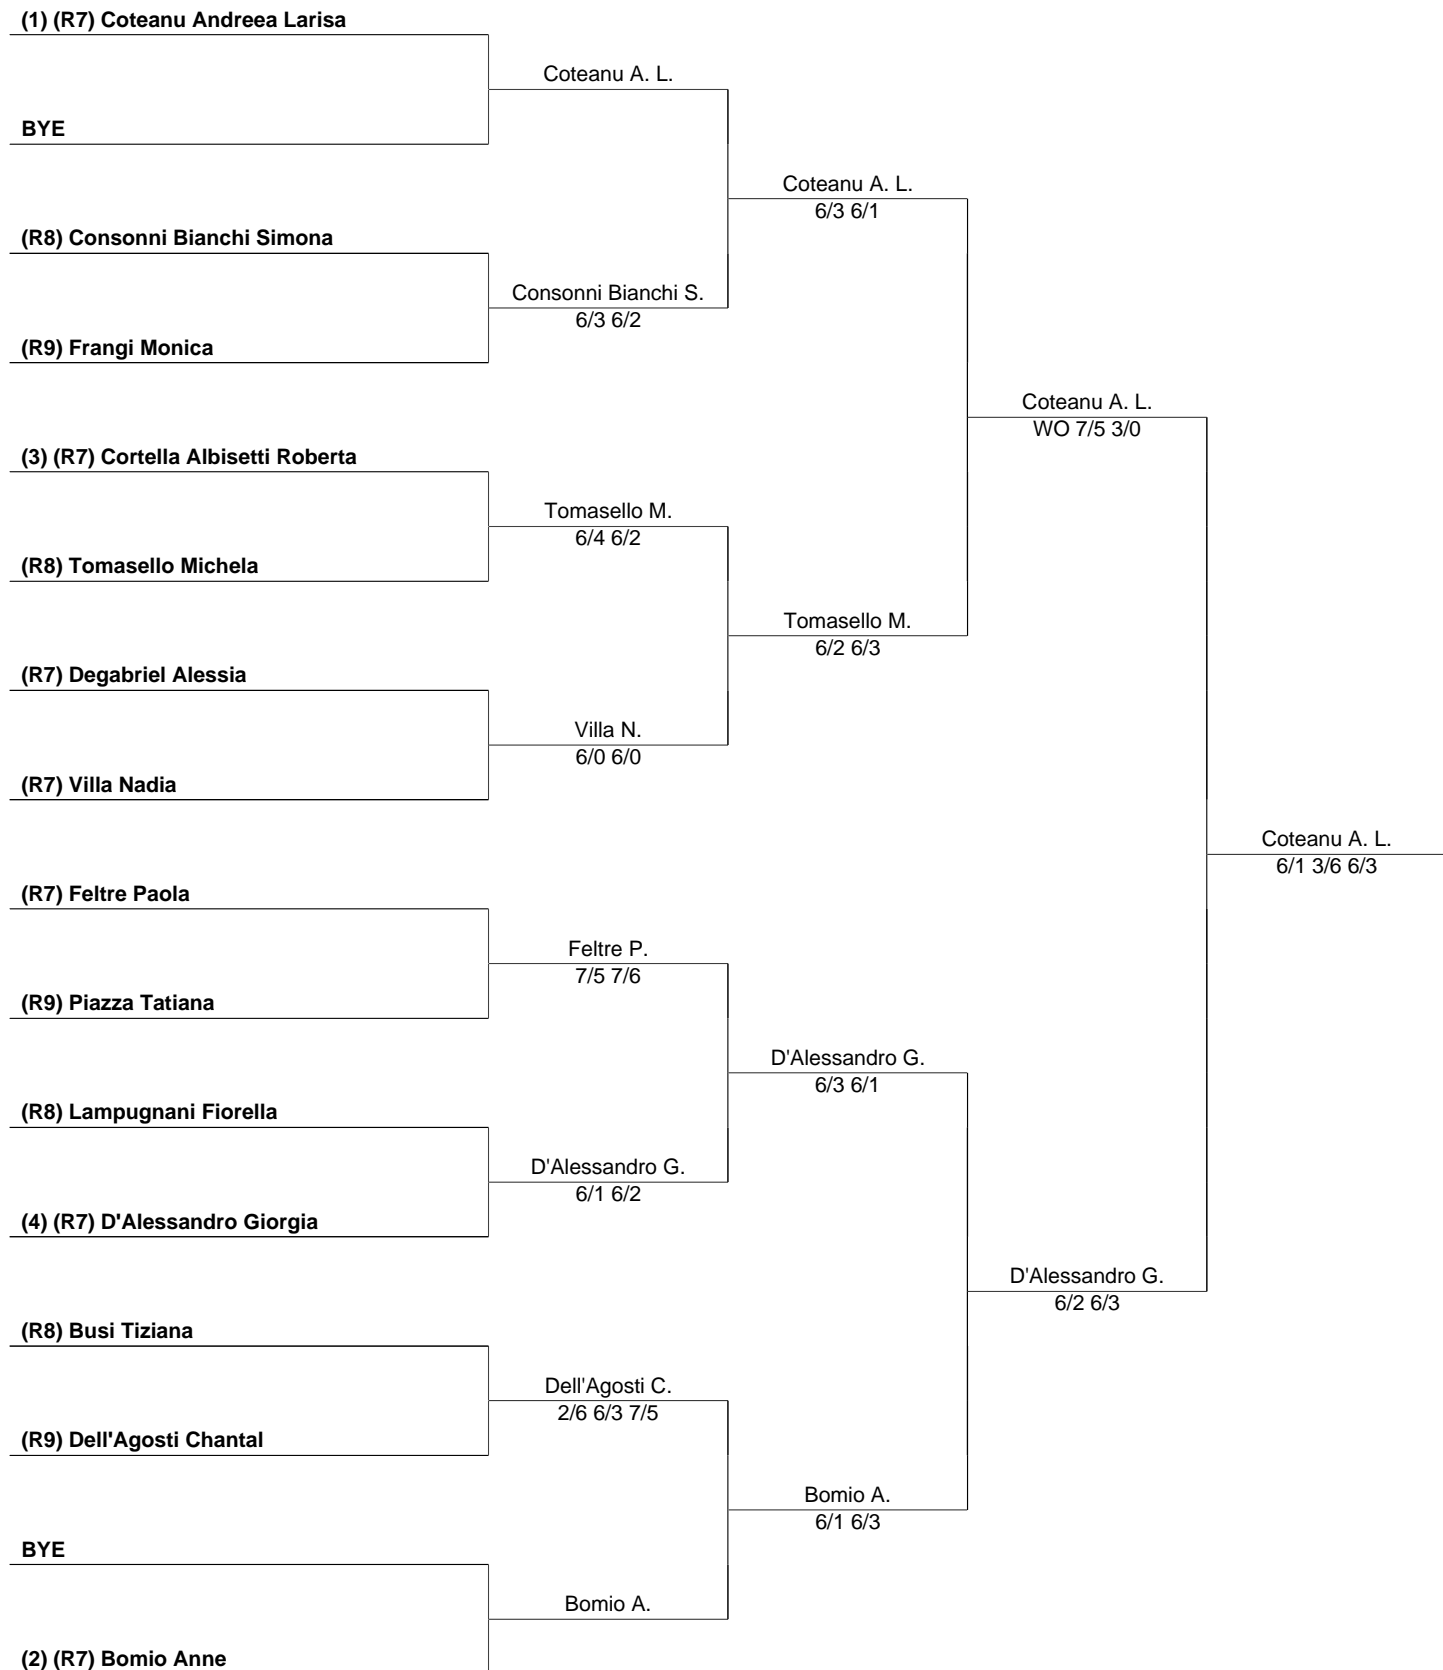 (1) (R7) Coteanu Andreea Larisa
Coteanu A. L.
BYE
Coteanu A. L.
6/3 6/1
(R8) Consonni Bianchi Simona
Consonni Bianchi S.
6/3 6/2
(R9) Frangi Monica
Coteanu A. L.
WO 7/5 3/0
(3) (R7) Cortella Albisetti Roberta
Tomasello M.
6/4 6/2
(R8) Tomasello Michela
Tomasello M.
6/2 6/3
(R7) Degabriel Alessia
Villa N.
6/0 6/0
(R7) Villa Nadia
Coteanu A. L.
6/1 3/6 6/3
(R7) Feltre Paola
Feltre P.
7/5 7/6
(R9) Piazza Tatiana
D'Alessandro G.
6/3 6/1
(R8) Lampugnani Fiorella
D'Alessandro G.
6/1 6/2
(4) (R7) D'Alessandro Giorgia
D'Alessandro G.
6/2 6/3
(R8) Busi Tiziana
Dell'Agosti C.
2/6 6/3 7/5
(R9) Dell'Agosti Chantal
Bomio A.
6/1 6/3
BYE
Bomio A.
(2) (R7) Bomio Anne